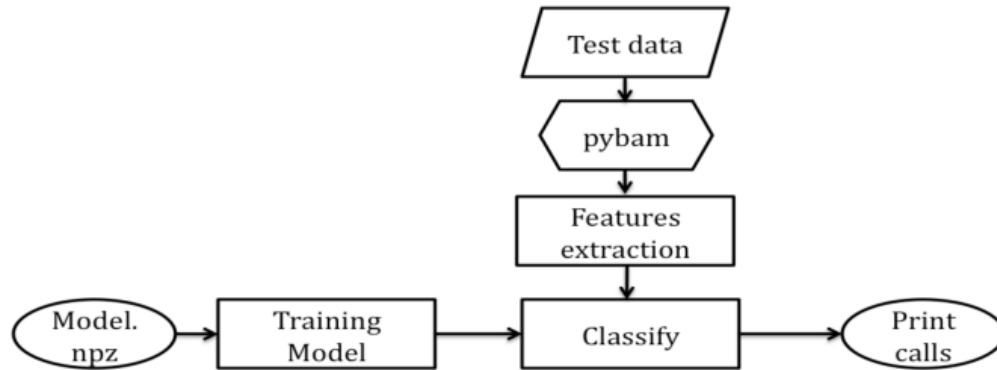 Test data
pybam
Features
extraction
Model.
npz
Training
Model
Classify
Print
calls